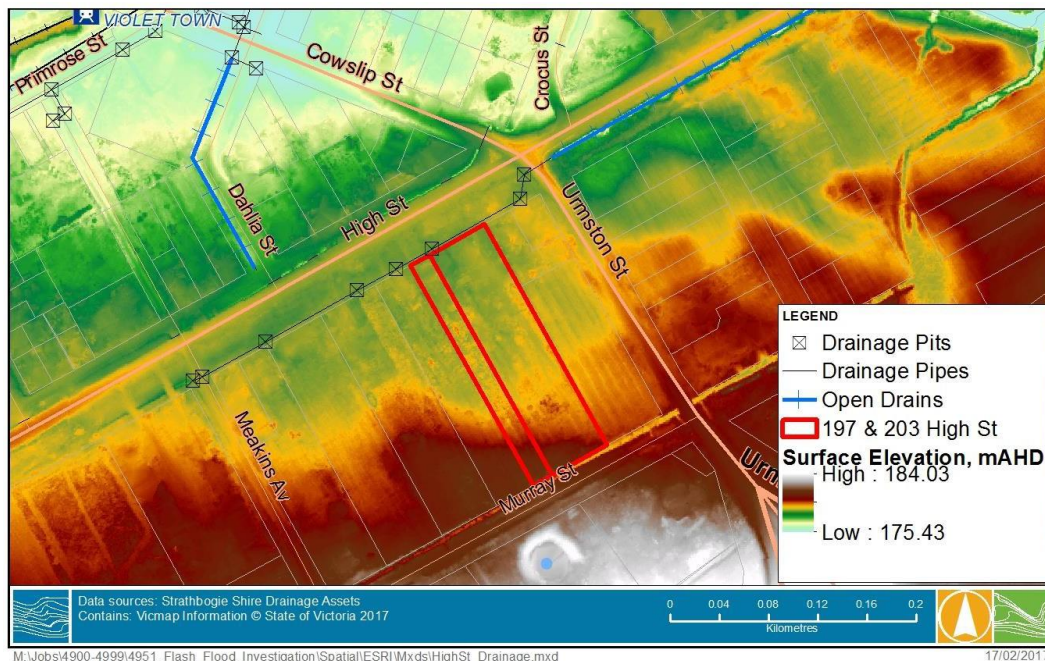 VIOLET TOWN
Primrose St
Cowslip St
Crocus St
Dahlia St
High St
Urmston St
Meakins Av
Murray St
Urm
LEGEND
Drainage Pits
Drainage Pipes
Open Drains
197 & 203 High St
Surface Elevation, mAHD
High : 184.03
Low : 175.43
Data sources: Strathbogie Shire Drainage Assets
Contains: Vicmap Information © State of Victoria 2017
0 0.04 0.08 0.12 0.16 0.2
Kilometres
M:\Jobs\4900-4999\4951_Flash_Flood_Investigation\Spatial\ESRI\Mxds\HighSt_Drainage.mxd
17/02/2017